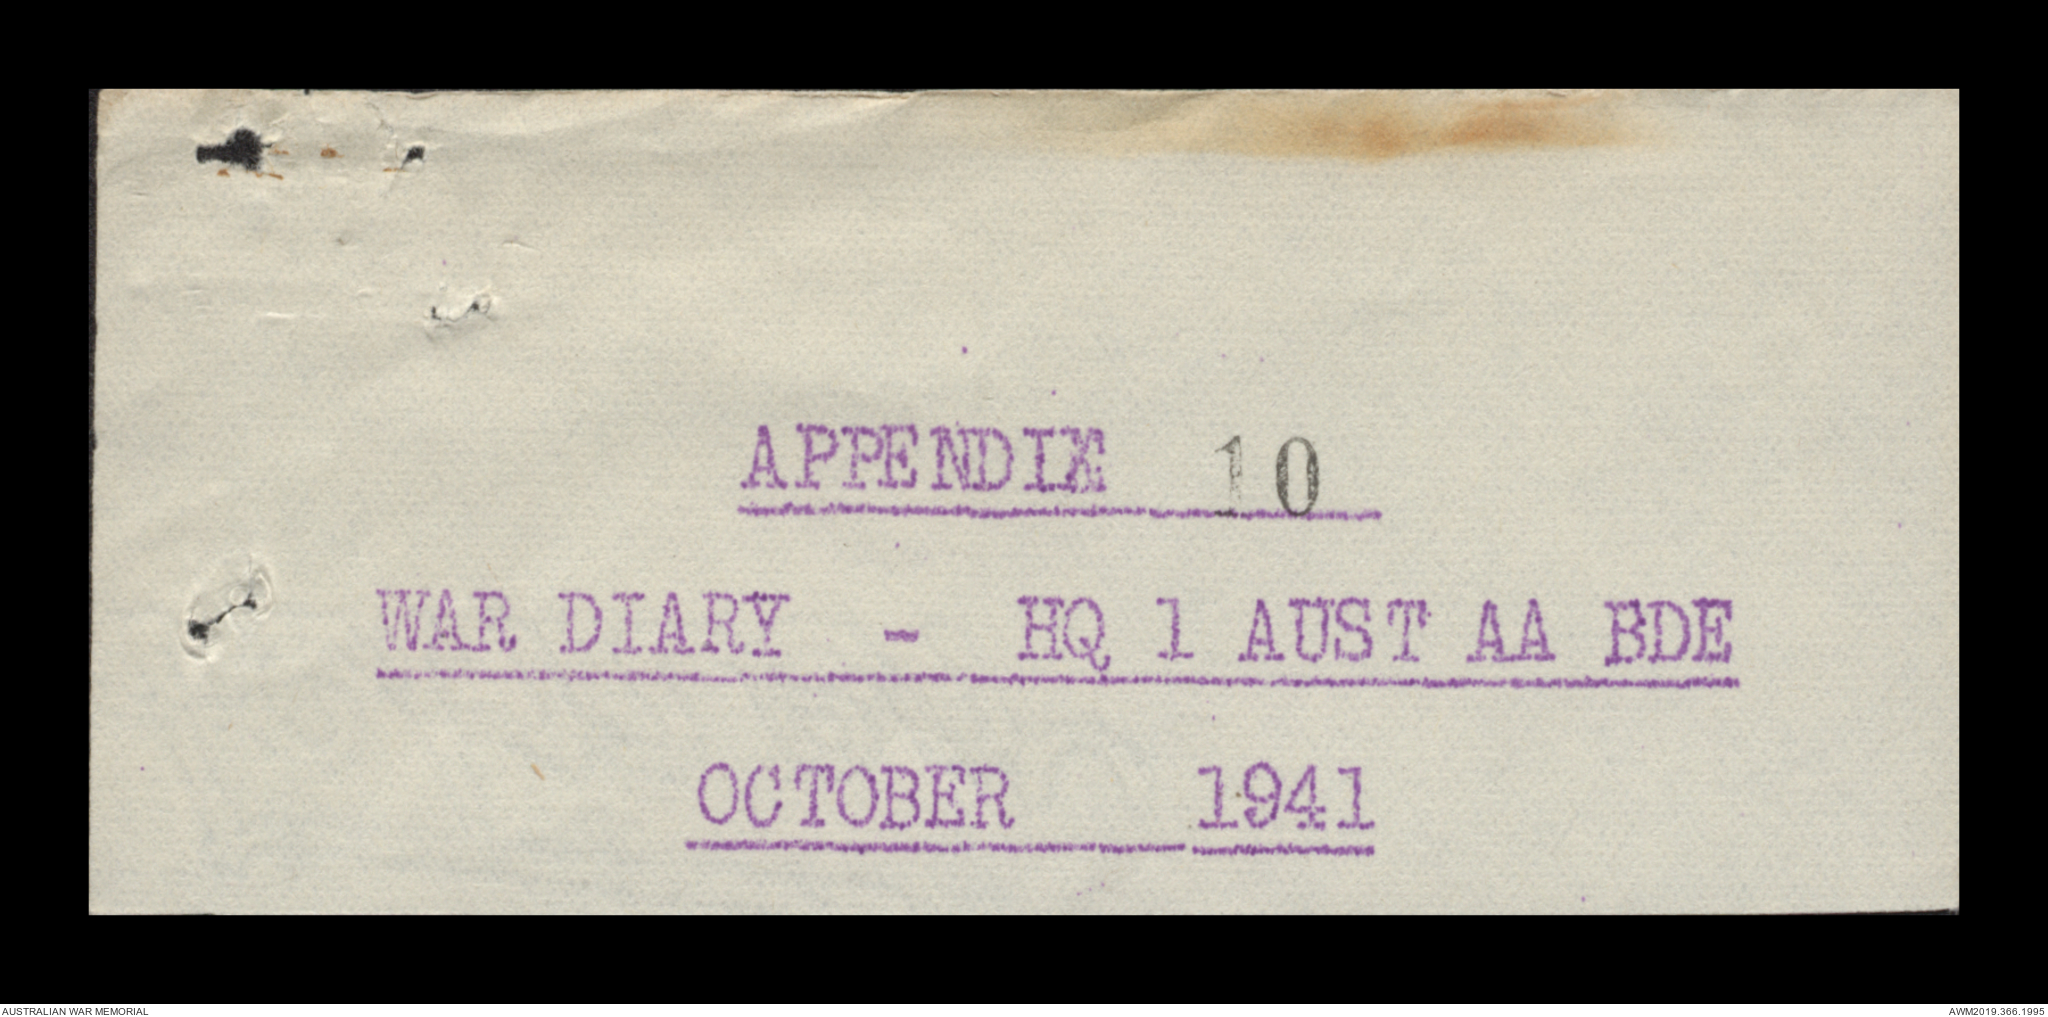 APPENDIX 10
WAR DIARY - HQ 1 AUST AA BDE
OCTOBER 1941
AUSTRALIAN WAR MEMORIAL
AWM2019.366.1995